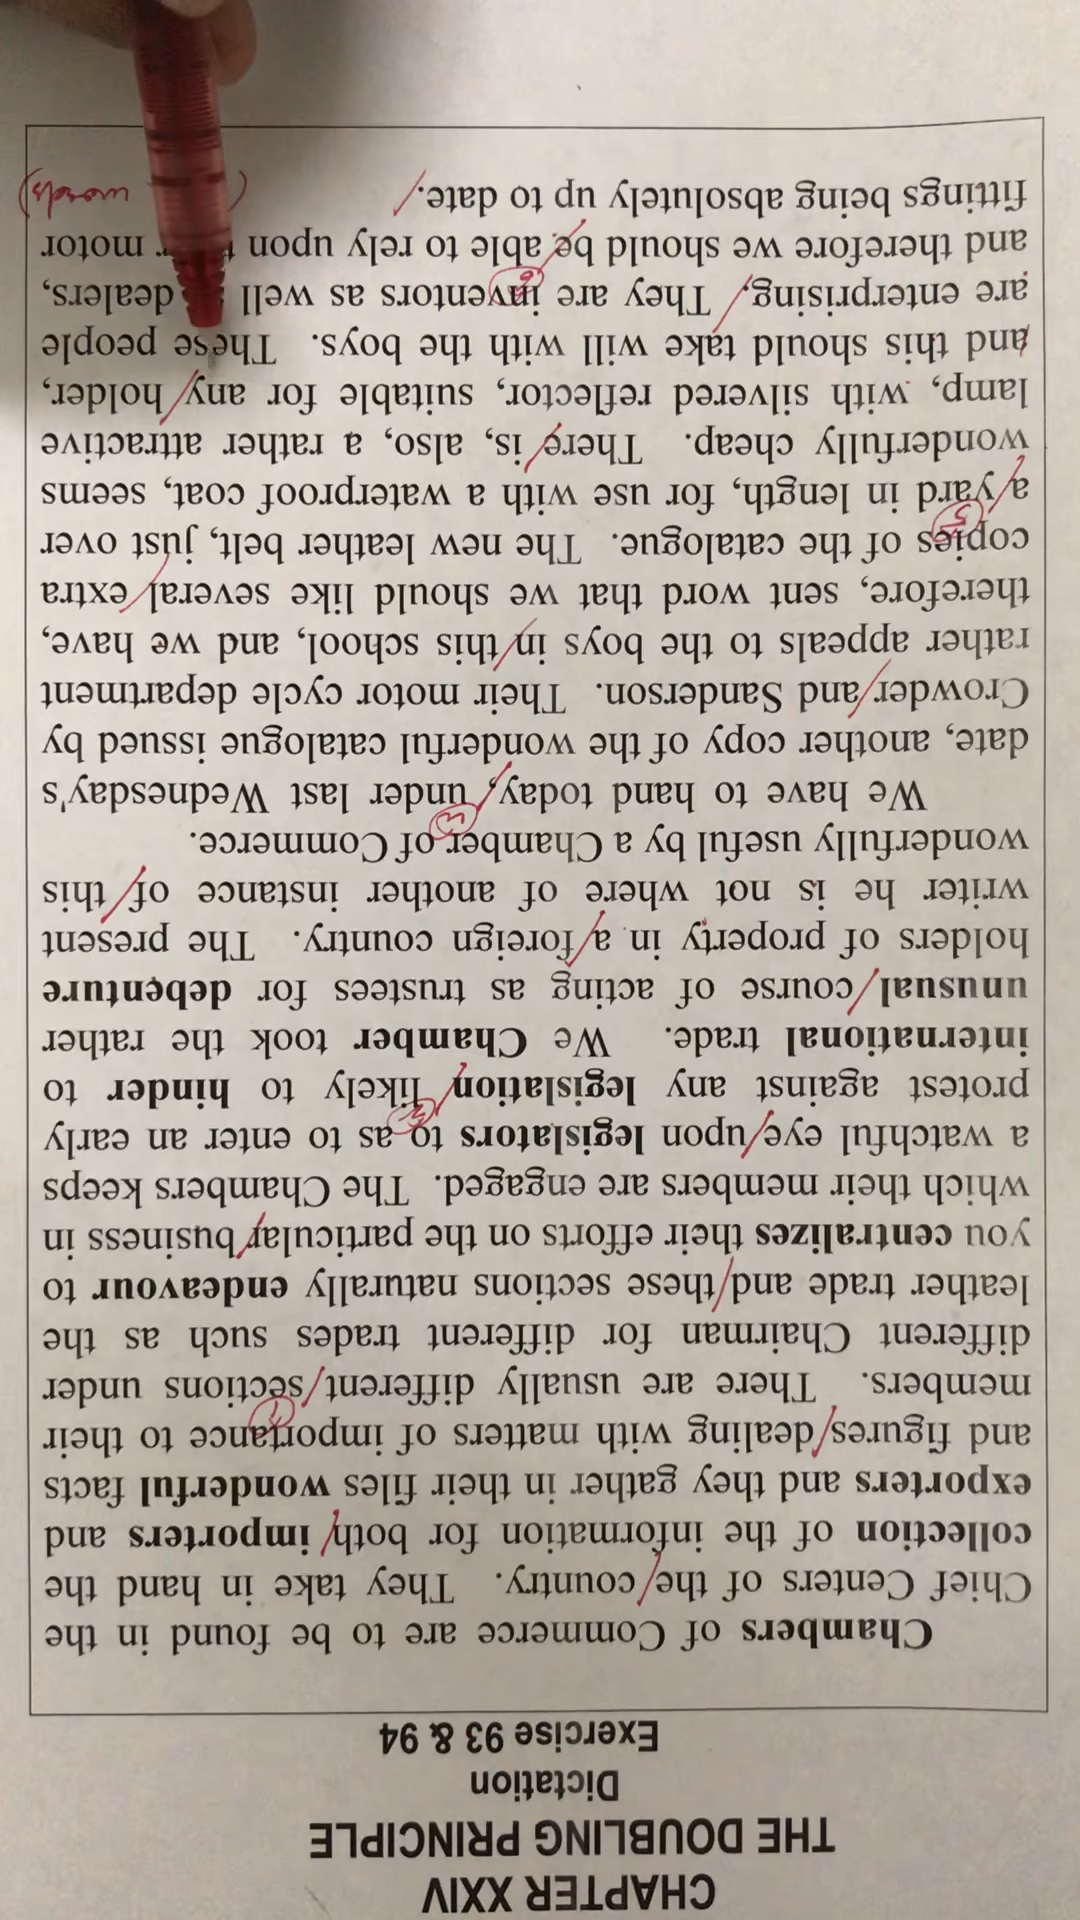 CHAPTER XXIV
THE DOUBLING PRINCIPLE
Dictation
Exercise 93 & 94
Chambers of Commerce are to be found in the
Chief Centers of the/country. They take in hand the
collection of the information for both/importers and
exporters and they gather in their files wonderful facts
and figures/dealing with matters of importance to their
1
members. There are usually different/sections under
different Chairman for different trades such as the
leather trade and/these sections naturally endeavour to
you centralizes their efforts on the particular/business in
which their members are engaged. The Chambers keeps
a watchful eye/upon legislators to as to enter an early
protest against any legislation/likely to hinder to
international trade. We Chamber took the rather
unusual/course of acting as trustees for debenture
holders of property in a/foreign country. The present
writer he is not where of another instance of/this
wonderfully useful by a Chamber of Commerce.
We have to hand today,/under last Wednesday's
date, another copy of the wonderful catalogue issued by
Crowder/and Sanderson. Their motor cycle department
rather appeals to the boys in/this school, and we have,
therefore, sent word that we should like several/extra
copies of the catalogue. The new leather belt, just over
5
a/yard in length, for use with a waterproof coat, seems
wonderfully cheap. There/is, also, a rather attractive
lamp, with silvered reflector, suitable for any/holder,
and this should take will with the boys. These people
are enterprising./They are inventors as well dealers,
6
and therefore we should be/able to rely upon motor
fittings being absolutely up to date./
words)